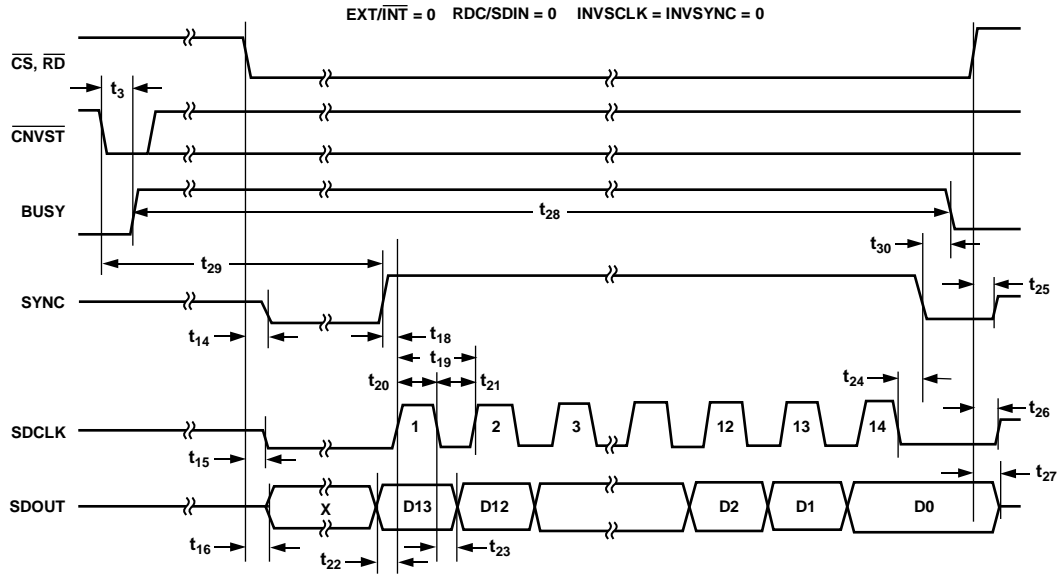 EXT/INT = 0 RDC/SDIN = 0 INVSCLK = INVSYNC = 0
CS, RD
t3
CNVST
BUSY
t28
t30
t29
t25
SYNC
t14
t18
t19
t20
t21
t24
t26
SDCLK
1
2
3
12
13
14
t15
t27
SDOUT
X
D13
D12
D2
D1
D0
t16
t22
t23